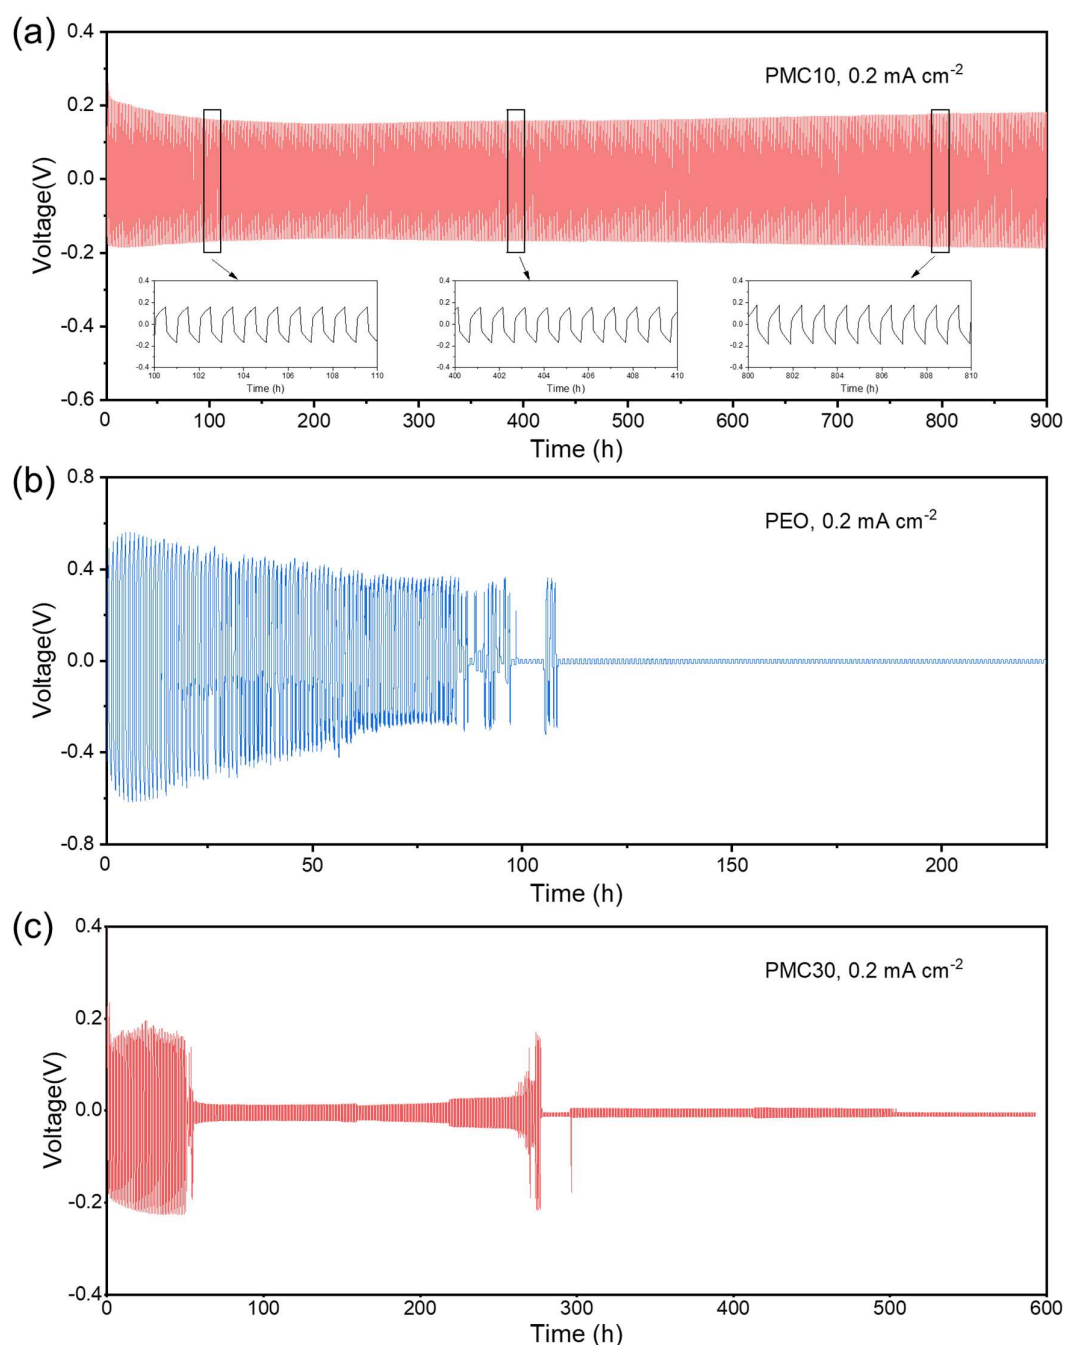 (a)
PMC10, 0.2 mA cm⁻²
Voltage(V)
0.4
0.2
0.0
-0.2
-0.4
-0.6
0.4
0.2
0.0
-0.2
-0.4
100 102 104 106 108 110
Time (h)
0.4
0.2
0.0
-0.2
-0.4
400 402 404 406 408 410
Time (h)
0.4
0.2
0.0
-0.2
-0.4
800 802 804 806 808 810
Time (h)
0 100 200 300 400 500 600 700 800 900
Time (h)
(b)
PEO, 0.2 mA cm⁻²
Voltage(V)
0.8
0.4
0.0
-0.4
-0.8
0 50 100 150 200
Time (h)
(c)
PMC30, 0.2 mA cm⁻²
Voltage(V)
0.4
0.2
0.0
-0.2
-0.4
0 100 200 300 400 500 600
Time (h)